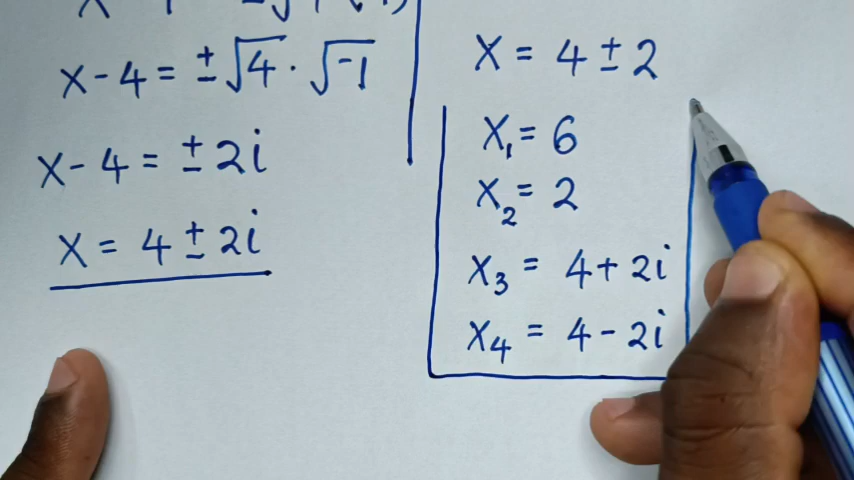 x-4 = ±√4 · √-1
x-4 = ±2i
x = 4±2i
x = 4±2
x₁ = 6
x₂ = 2
x₃ = 4+2i
x₄ = 4-2i